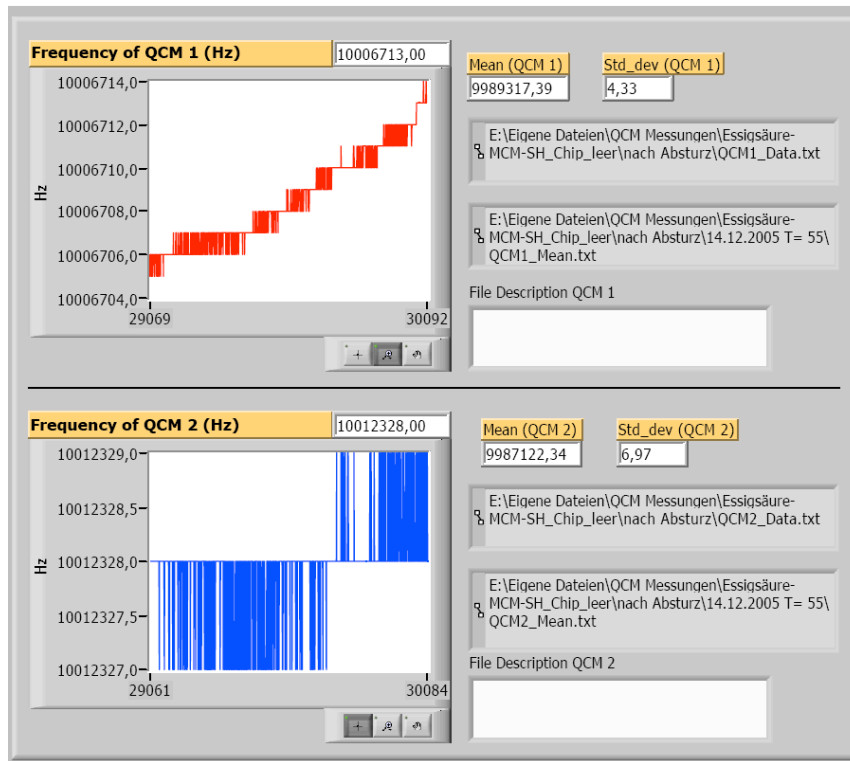 Frequency of QCM 1 (Hz) 10006713,00
Mean (QCM 1) Std_dev (QCM 1)
9989317,39 4,33
10006714,0
10006712,0
10006710,0
10006708,0
10006706,0
10006704,0
Hz
29069 30092
E:\Eigene Dateien\QCM Messungen\Essigsäure-
MCM-SH_Chip_leer\nach Absturz\QCM1_Data.txt
E:\Eigene Dateien\QCM Messungen\Essigsäure-
MCM-SH_Chip_leer\nach Absturz\14.12.2005 T= 55\
QCM1_Mean.txt
File Description QCM 1
Frequency of QCM 2 (Hz) 10012328,00
Mean (QCM 2) Std_dev (QCM 2)
9987122,34 6,97
10012329,0
10012328,5
10012328,0
10012327,5
10012327,0
Hz
29061 30084
E:\Eigene Dateien\QCM Messungen\Essigsäure-
MCM-SH_Chip_leer\nach Absturz\QCM2_Data.txt
E:\Eigene Dateien\QCM Messungen\Essigsäure-
MCM-SH_Chip_leer\nach Absturz\14.12.2005 T= 55\
QCM2_Mean.txt
File Description QCM 2